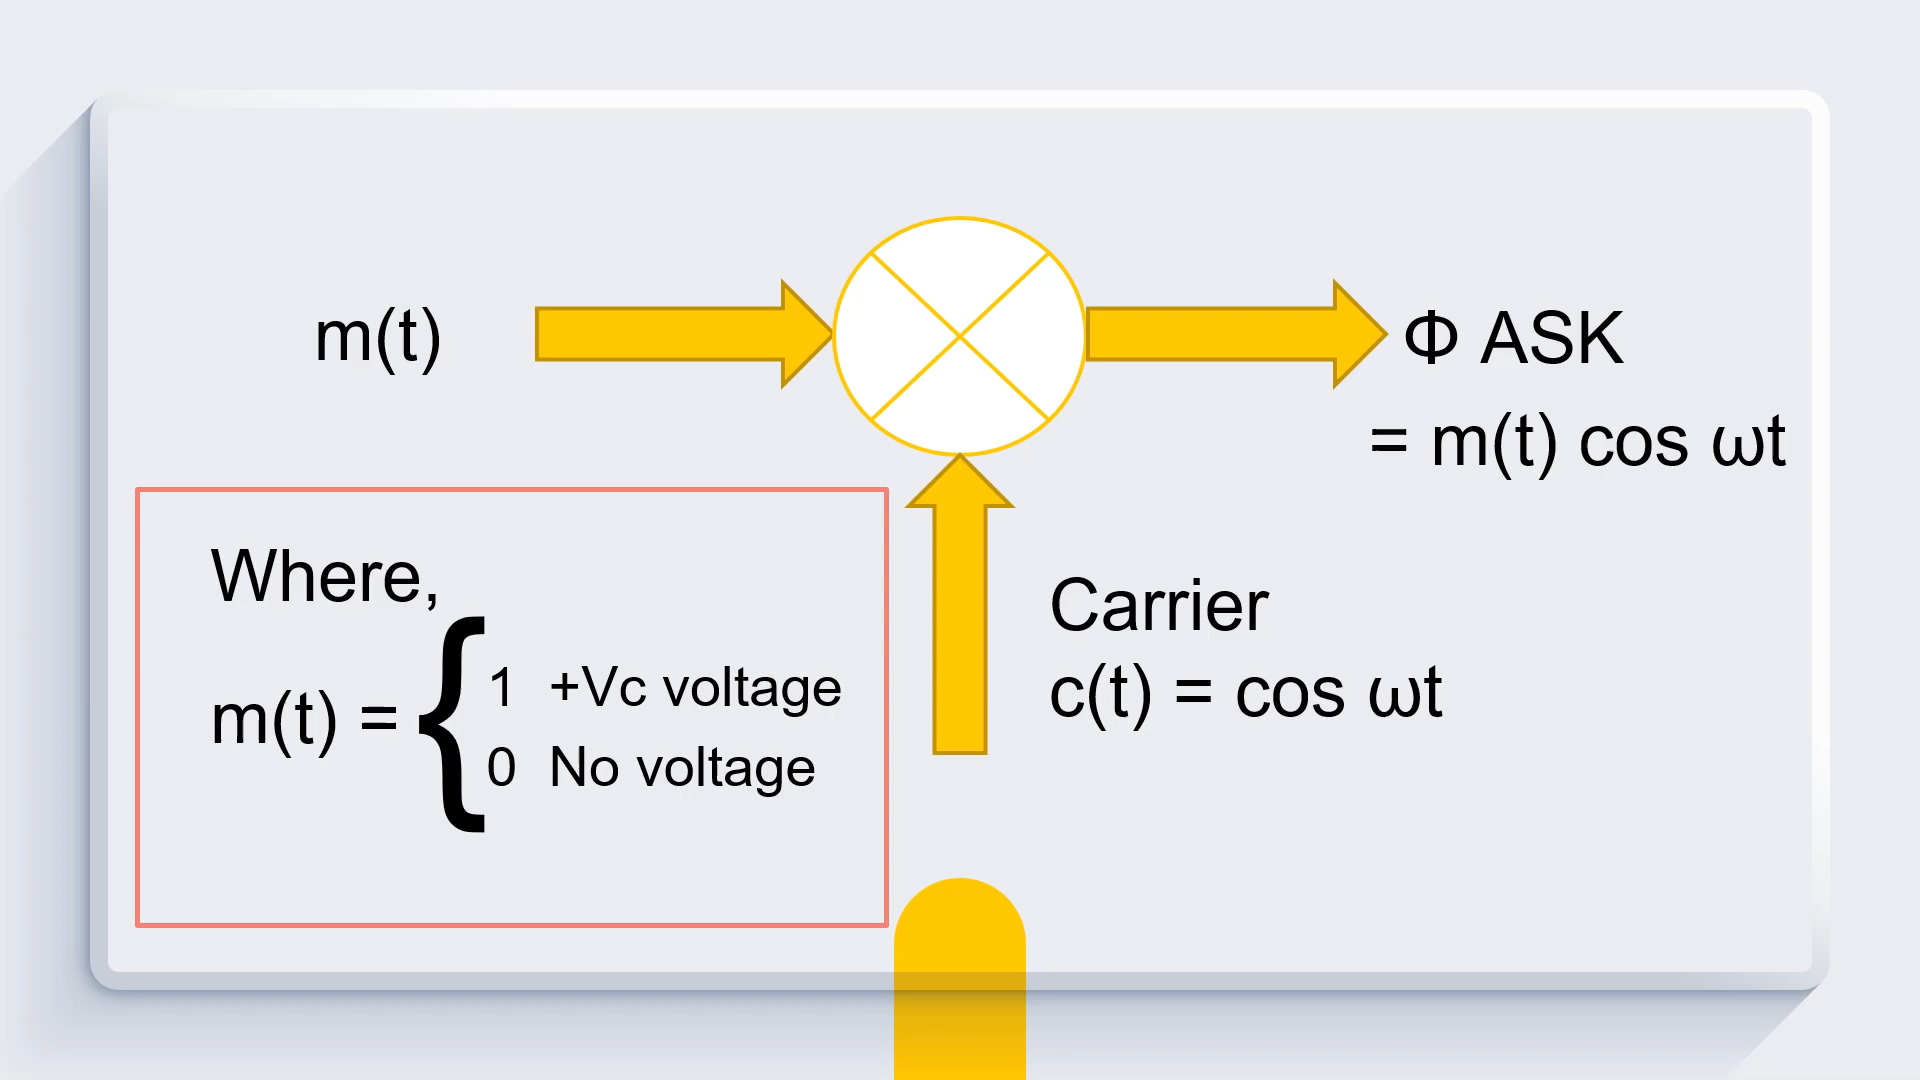 m(t)
Φ ASK
= m(t) cos ωt
Where,
m(t) = {
1 +Vc voltage
0 No voltage
Carrier
c(t) = cos ωt